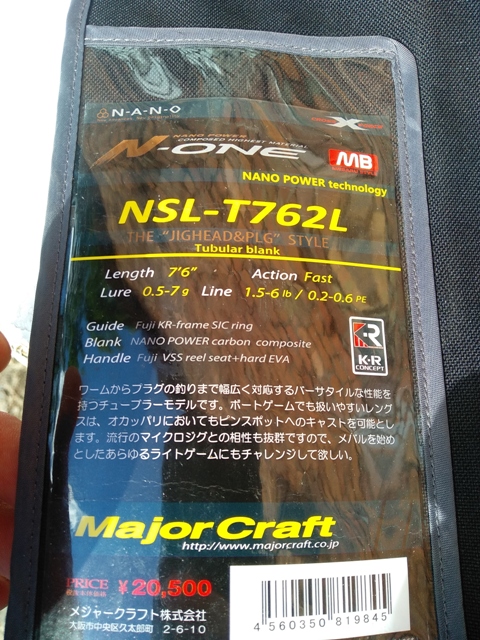 N-A-N-O
X
NANO POWER
COMPOSED HIGHEST MATERIAL
N-ONE
MB
NANO POWER technology
NSL-T762L
THE "JIGHEAD&PLG" STYLE
Tubular blank
Length 7'6" Action Fast
Lure 0.5-7g Line 1.5-6 lb / 0.2-0.6 PE
Guide Fuji KR-frame SIC ring
Blank NANO POWER carbon composite
Handle Fuji VSS reel seat+hard EVA
K-R
CONCEPT
ワームからプラグの釣りまで幅広く対応するバーサタイルな性能を
持つチューブラーモデルです。ボートゲームでも扱いやすいレング
スは、オカッパリにおいてもピンスポットへのキャストを可能とし
ます。流行のマイクロジグとの相性も抜群ですので、メバルを始め
としたあらゆるライトゲームにもチャレンジして欲しい。
Major Craft
http://www.majorcraft.co.jp
PRICE ¥20,500
メジャークラフト株式会社
大阪市中央区久太郎町 2-6-10
4560350819845